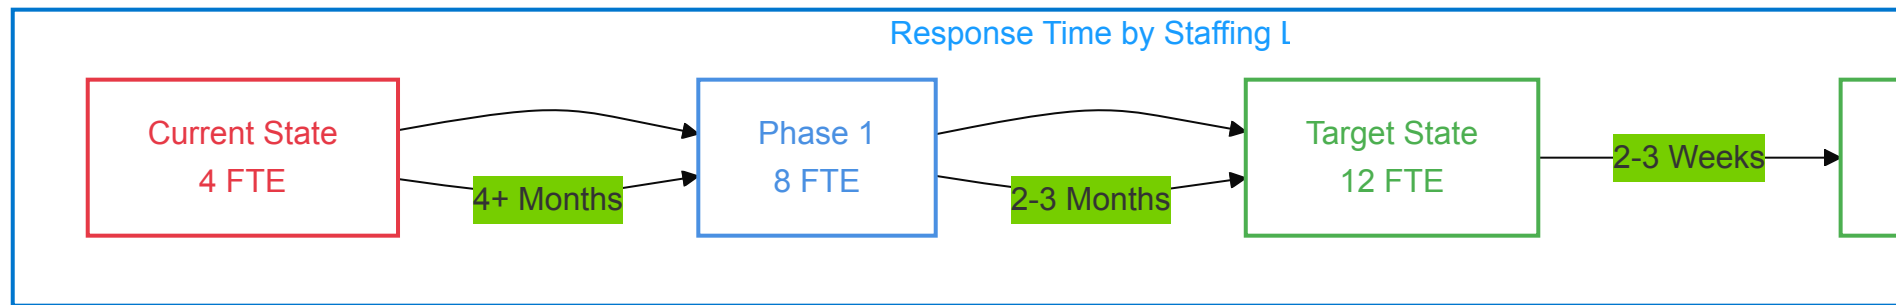 Response Time by Staffing
Current State
4 FTE
4+ Months
Phase 1
8 FTE
2-3 Months
Target State
12 FTE
2-3 Weeks